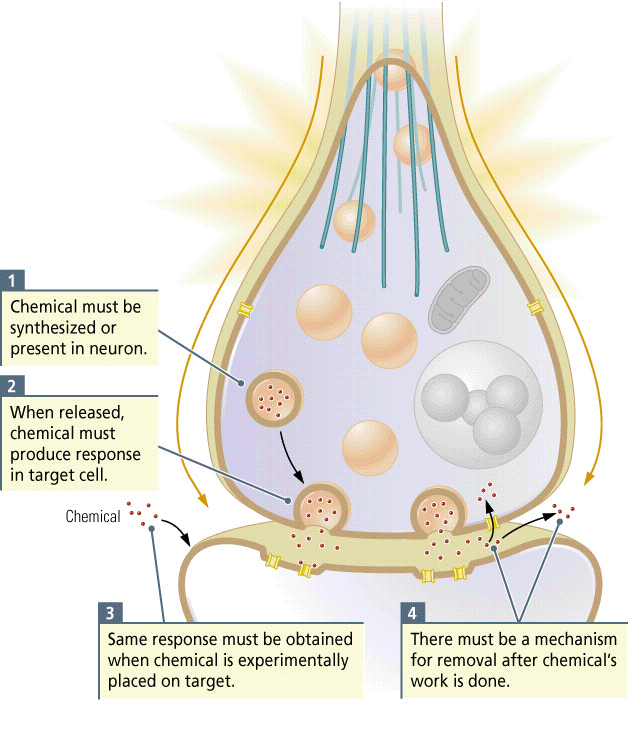 1
Chemical must be
synthesized or
present in neuron.
2
When released,
chemical must
produce response
in target cell.
Chemical
3
Same response must be obtained
when chemical is experimentally
placed on target.
4
There must be a mechanism
for removal after chemical's
work is done.